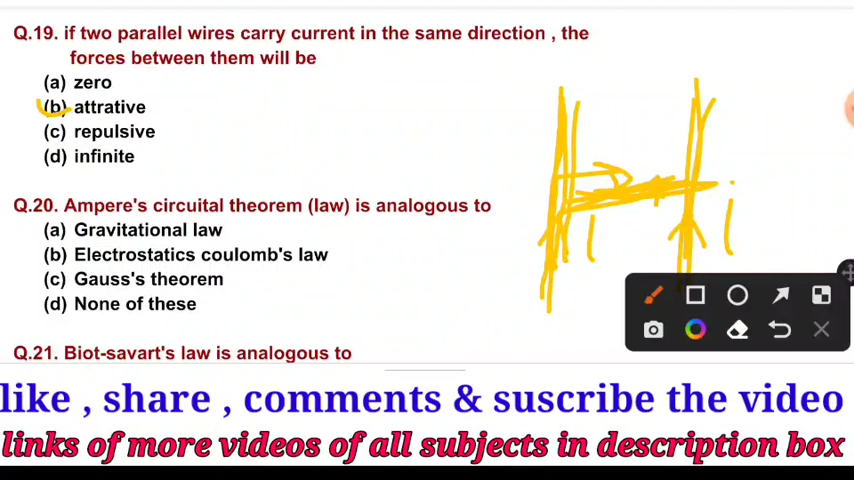 Q.19. if two parallel wires carry current in the same direction , the
forces between them will be
(a) zero
(b) attrative
(c) repulsive
(d) infinite
i
i
Q.20. Ampere's circuital theorem (law) is analogous to
(a) Gravitational law
(b) Electrostatics coulomb's law
(c) Gauss's theorem
(d) None of these
Q.21. Biot-savart's law is analogous to
like , share , comments & suscribe the video
links of more videos of all subjects in description box